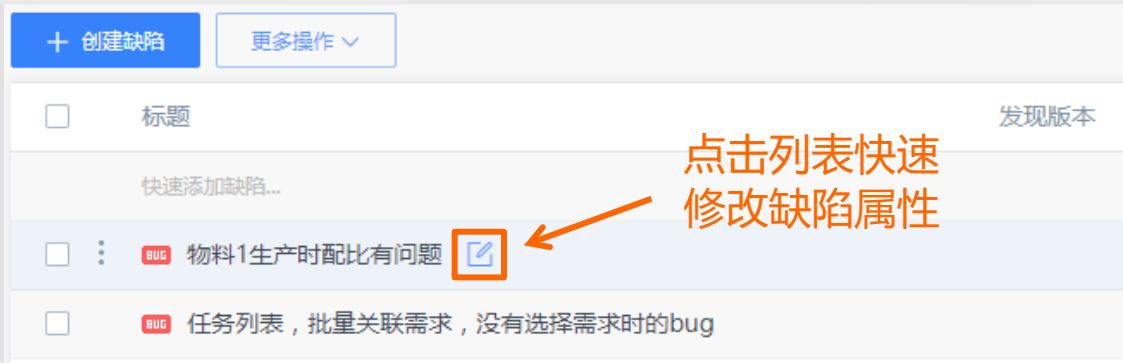 + 创建缺陷 更多操作
标题 发现版本
点击列表快速
修改缺陷属性
快速添加缺陷...
BUG 物料1生产时配比有问题
BUG 任务列表，批量关联需求，没有选择需求时的bug